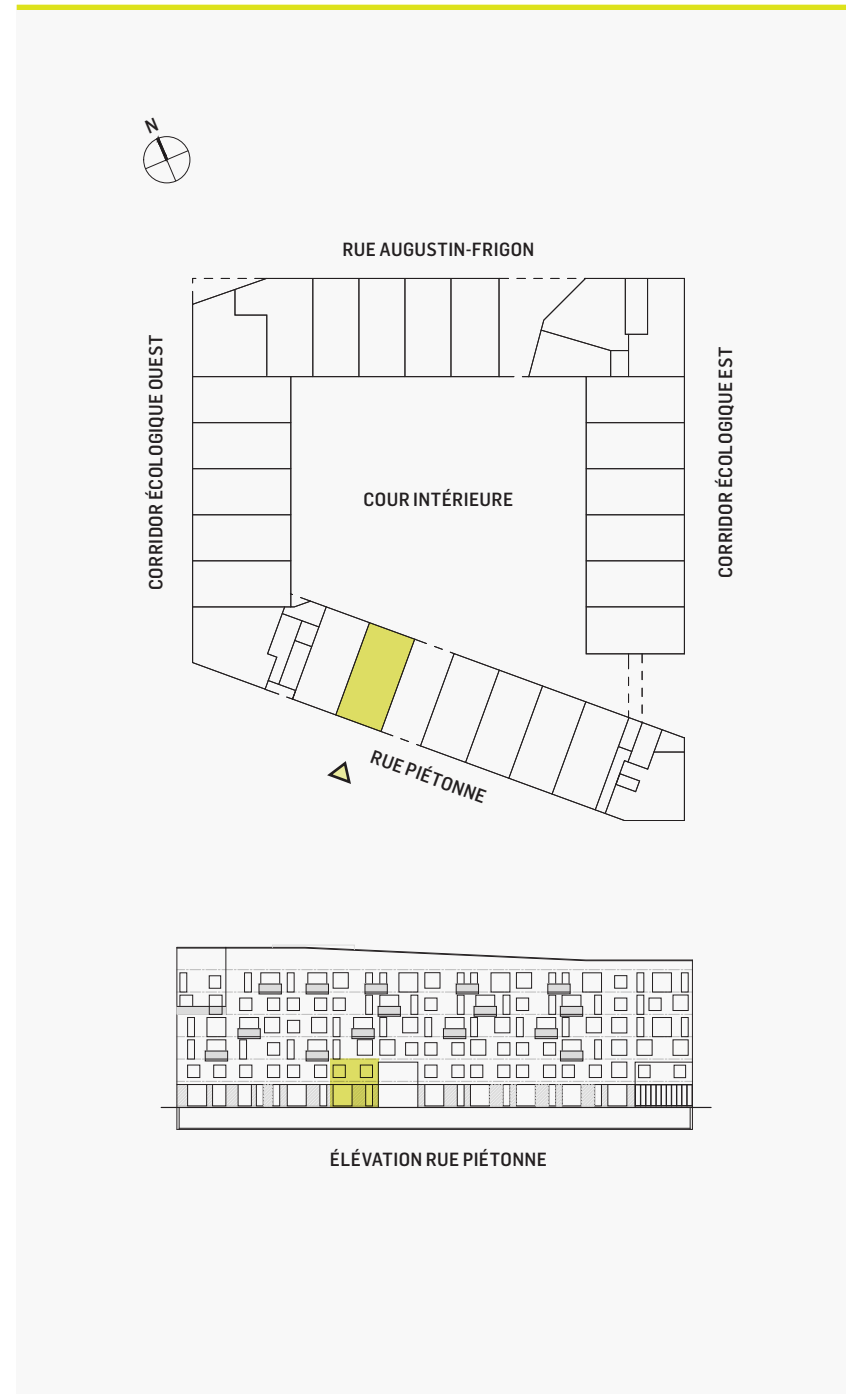 N
RUE AUGUSTIN-FRIGON
CORRIDOR ÉCOLOGIQUE OUEST
CORRIDOR ÉCOLOGIQUE EST
COUR INTÉRIEURE
RUE PIÉTONNE
ÉLÉVATION RUE PIÉTONNE